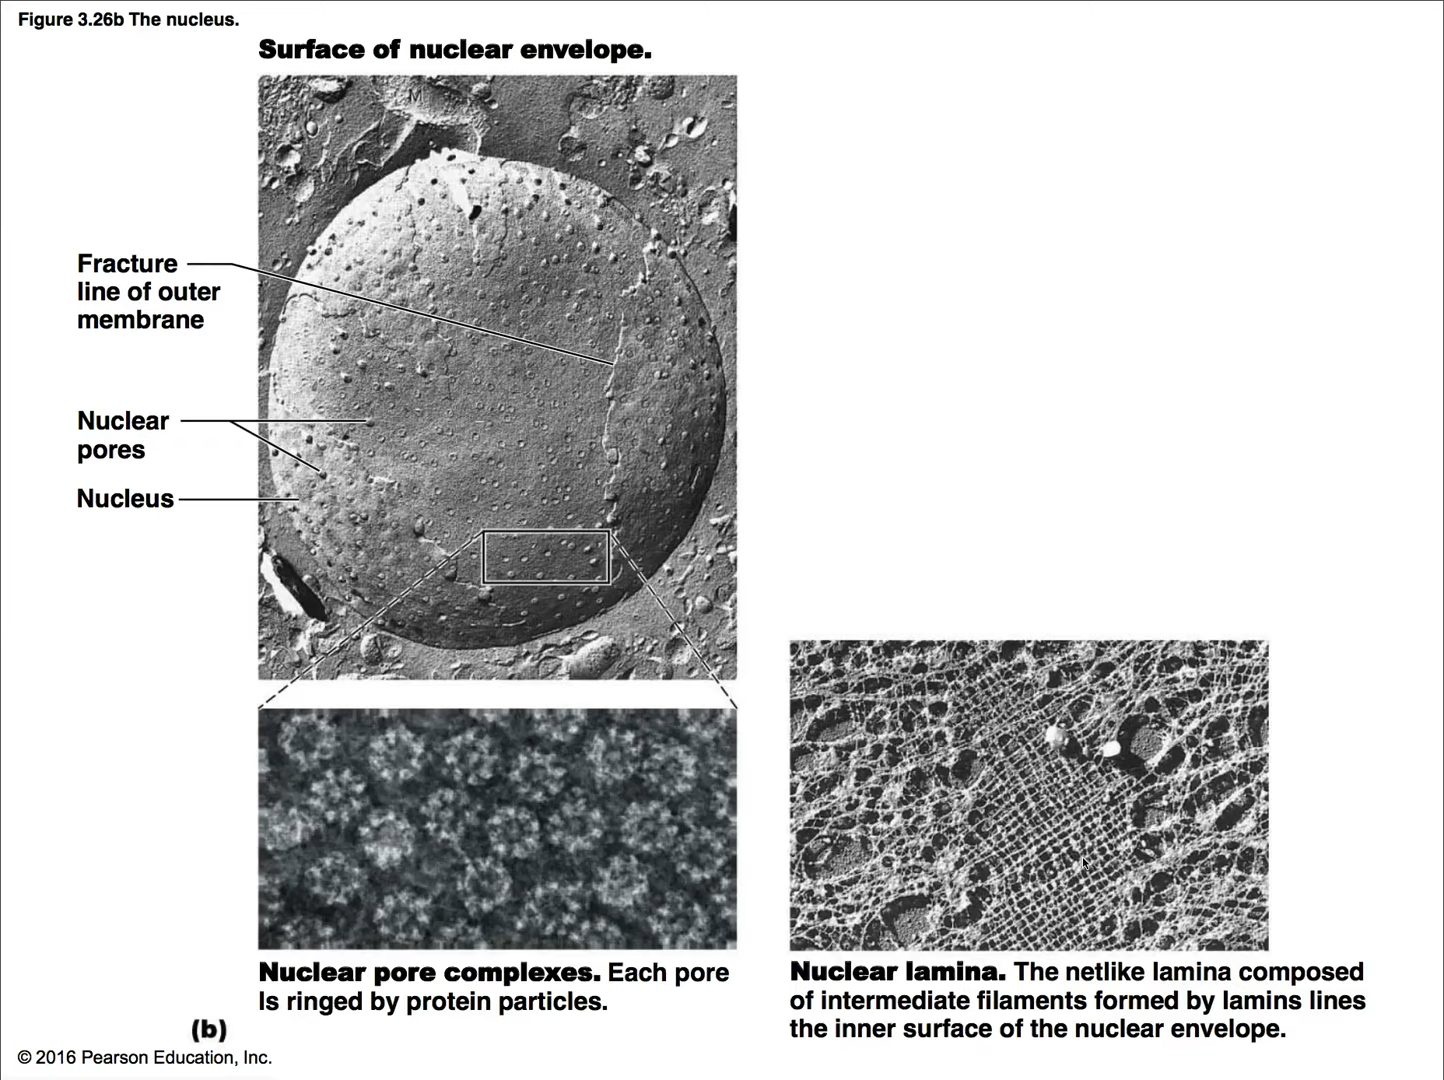 Figure 3.26b The nucleus.
Surface of nuclear envelope.
M
Fracture
line of outer
membrane
Nuclear
pores
Nucleus
Nuclear pore complexes. Each pore
Is ringed by protein particles.
Nuclear lamina. The netlike lamina composed
of intermediate filaments formed by lamins lines
the inner surface of the nuclear envelope.
(b)
© 2016 Pearson Education, Inc.